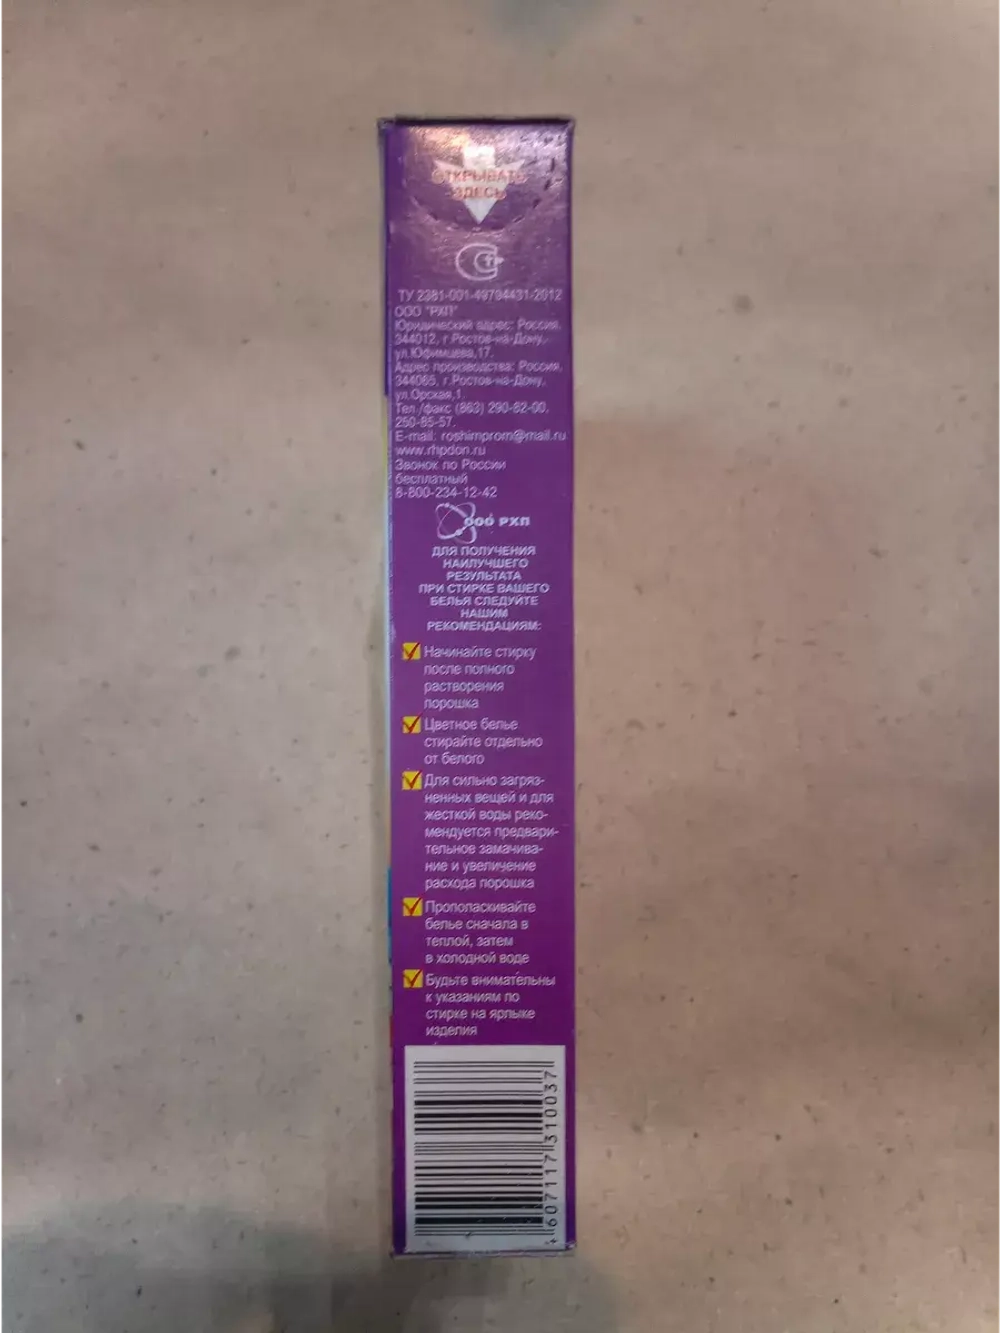 ОТКРЫВАТЬ
ЗДЕСЬ
ТУ 2381-001-49794431-2012
ООО "РХП"
Юридический адрес: Россия,
344012, г.Ростов-на-Дону,
ул.Юфимцева,17.
Адрес производства: Россия,
344065, г.Ростов-на-Дону,
ул.Орская,1.
Тел./факс (863) 290-82-00,
250-85-57.
E-mail: roshimprom@mail.ru
www.rhpdon.ru
Звонок по России
бесплатный
8-800-234-12-42
ООО РХП
ДЛЯ ПОЛУЧЕНИЯ
НАИЛУЧШЕГО
РЕЗУЛЬТАТА
ПРИ СТИРКЕ ВАШЕГО
БЕЛЬЯ СЛЕДУЙТЕ
НАШИМ
РЕКОМЕНДАЦИЯМ:
Начинайте стирку
после полного
растворения
порошка
Цветное белье
стирайте отдельно
от белого
Для сильно загряз-
ненных вещей и для
жесткой воды реко-
мендуется предвари-
тельное замачива-
ние и увеличение
расхода порошка
Прополаскивайте
белье сначала в
теплой, затем
в холодной воде
Будьте внимательны
к указаниям по
стирке на ярлыке
изделия
4607117310037